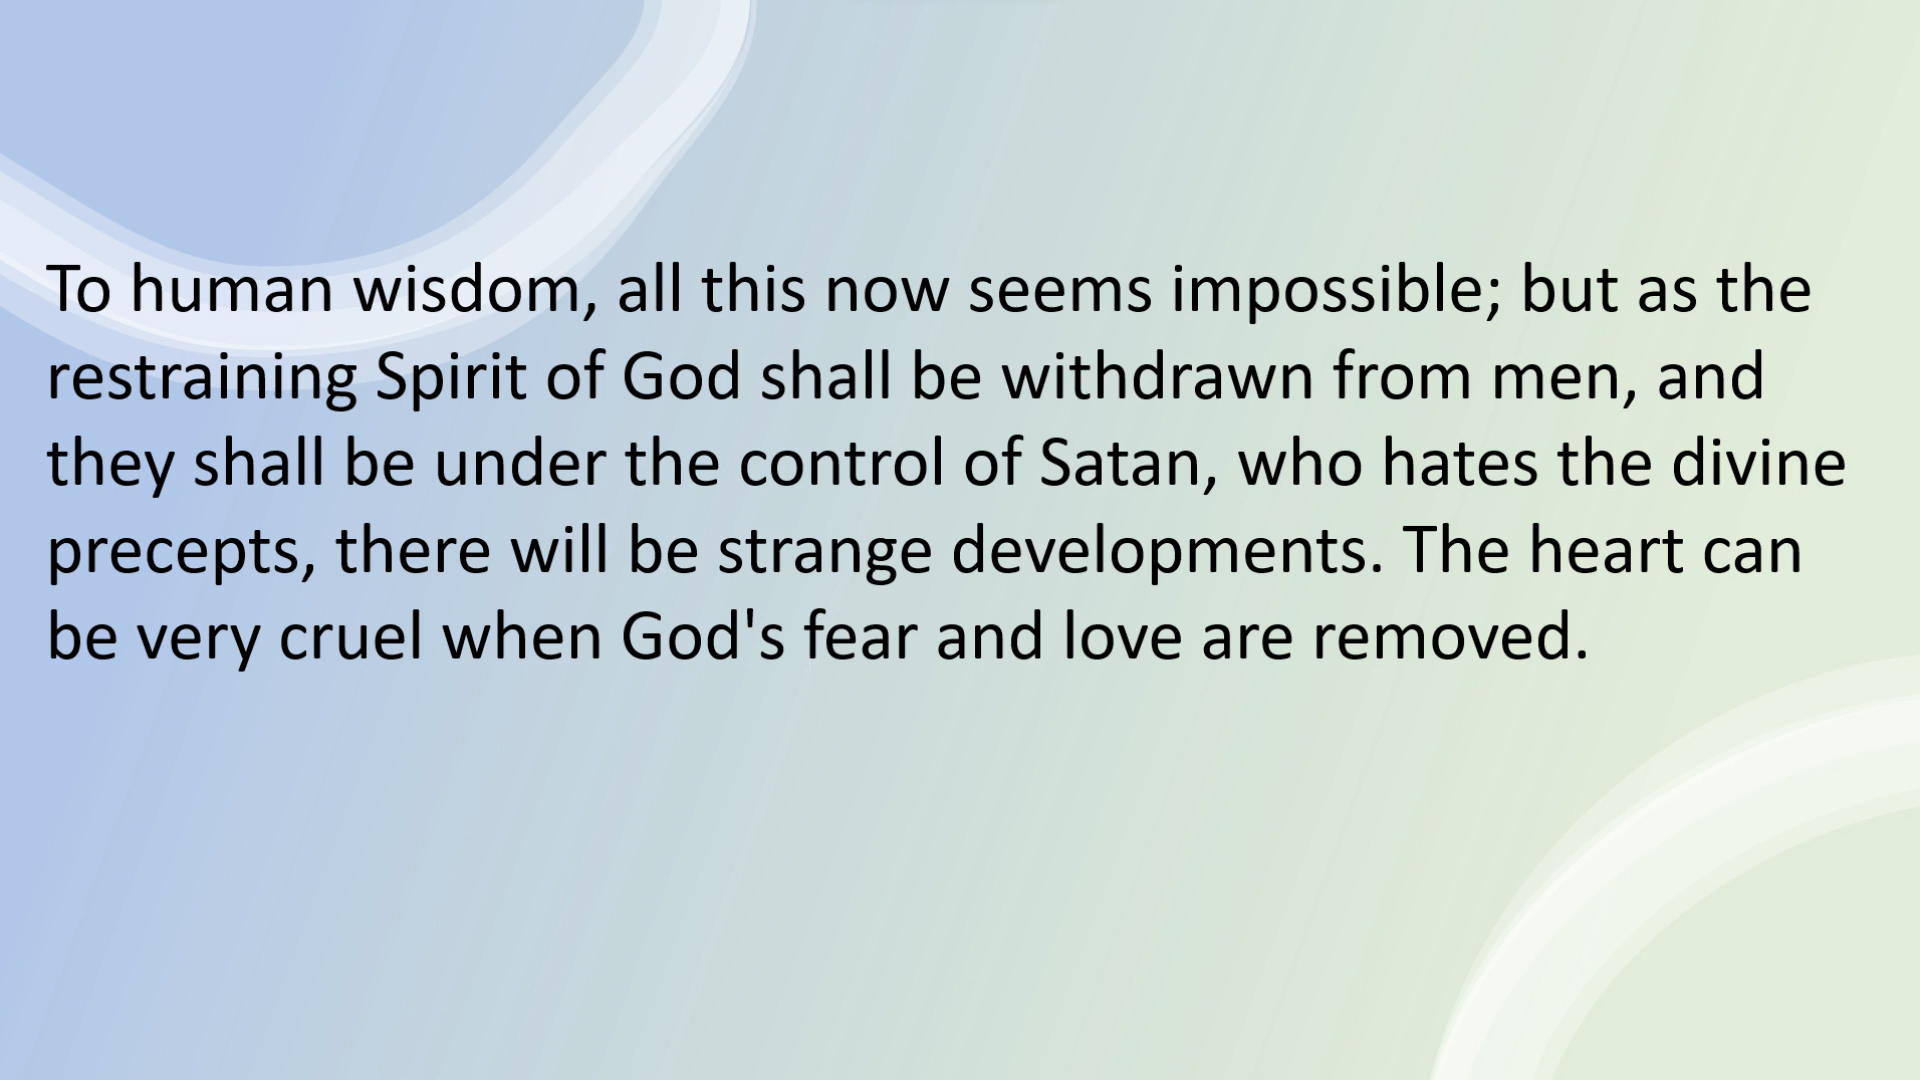 To human wisdom, all this now seems impossible; but as the
restraining Spirit of God shall be withdrawn from men, and
they shall be under the control of Satan, who hates the divine
precepts, there will be strange developments. The heart can
be very cruel when God's fear and love are removed.